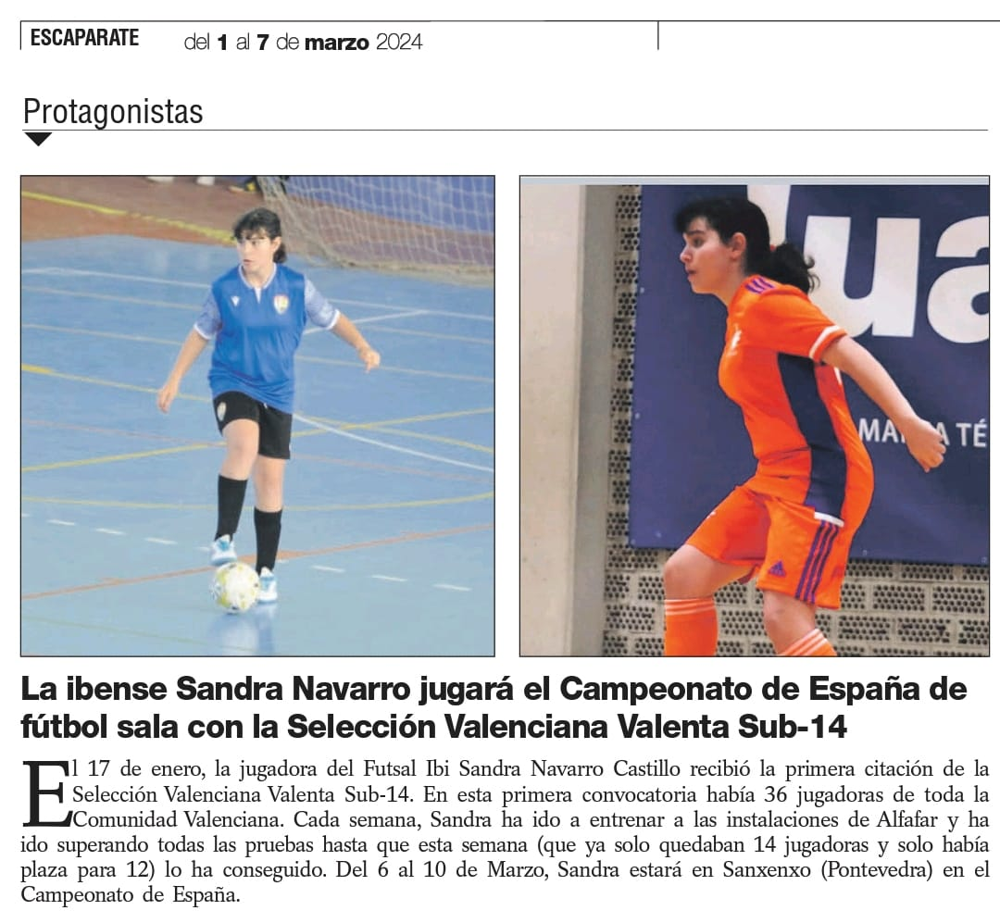 ESCAPARATE del 1 al 7 de marzo 2024
Protagonistas
ua
MA A TÉ
La ibense Sandra Navarro jugará el Campeonato de España de
fútbol sala con la Selección Valenciana Valenta Sub-14
El 17 de enero, la jugadora del Futsal Ibi Sandra Navarro Castillo recibió la primera citación de la
Selección Valenciana Valenta Sub-14. En esta primera convocatoria había 36 jugadoras de toda la
Comunidad Valenciana. Cada semana, Sandra ha ido a entrenar a las instalaciones de Alfafar y ha
ido superando todas las pruebas hasta que esta semana (que ya solo quedaban 14 jugadoras y solo había
plaza para 12) lo ha conseguido. Del 6 al 10 de Marzo, Sandra estará en Sanxenxo (Pontevedra) en el
Campeonato de España.